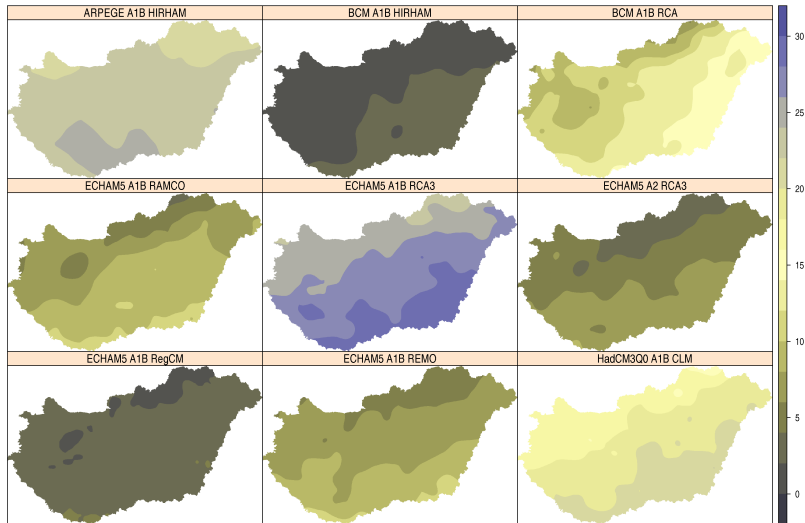 ARPEGE A1B HIRHAM
BCM A1B HIRHAM
BCM A1B RCA
ECHAM5 A1B RAMCO
ECHAM5 A1B RCA3
ECHAM5 A2 RCA3
ECHAM5 A1B RegCM
ECHAM5 A1B REMO
HadCM3Q0 A1B CLM
30
25
20
15
10
5
0